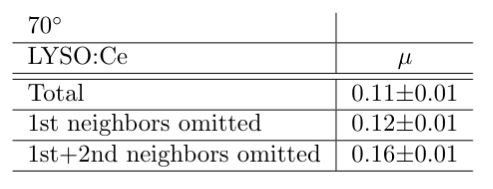 70°
LYSO:Ce μ
Total 0.11±0.01
1st neighbors omitted 0.12±0.01
1st+2nd neighbors omitted 0.16±0.01